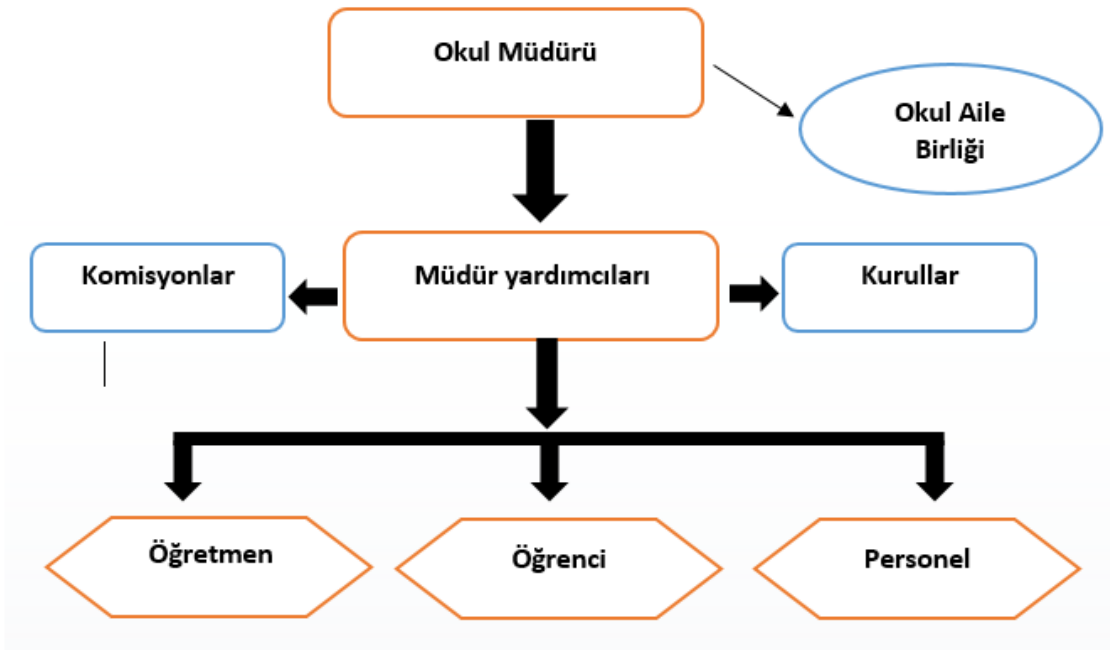 Okul Müdürü
Okul Aile
Birliği
Komisyonlar
Müdür yardımcıları
Kurullar
Öğretmen
Öğrenci
Personel